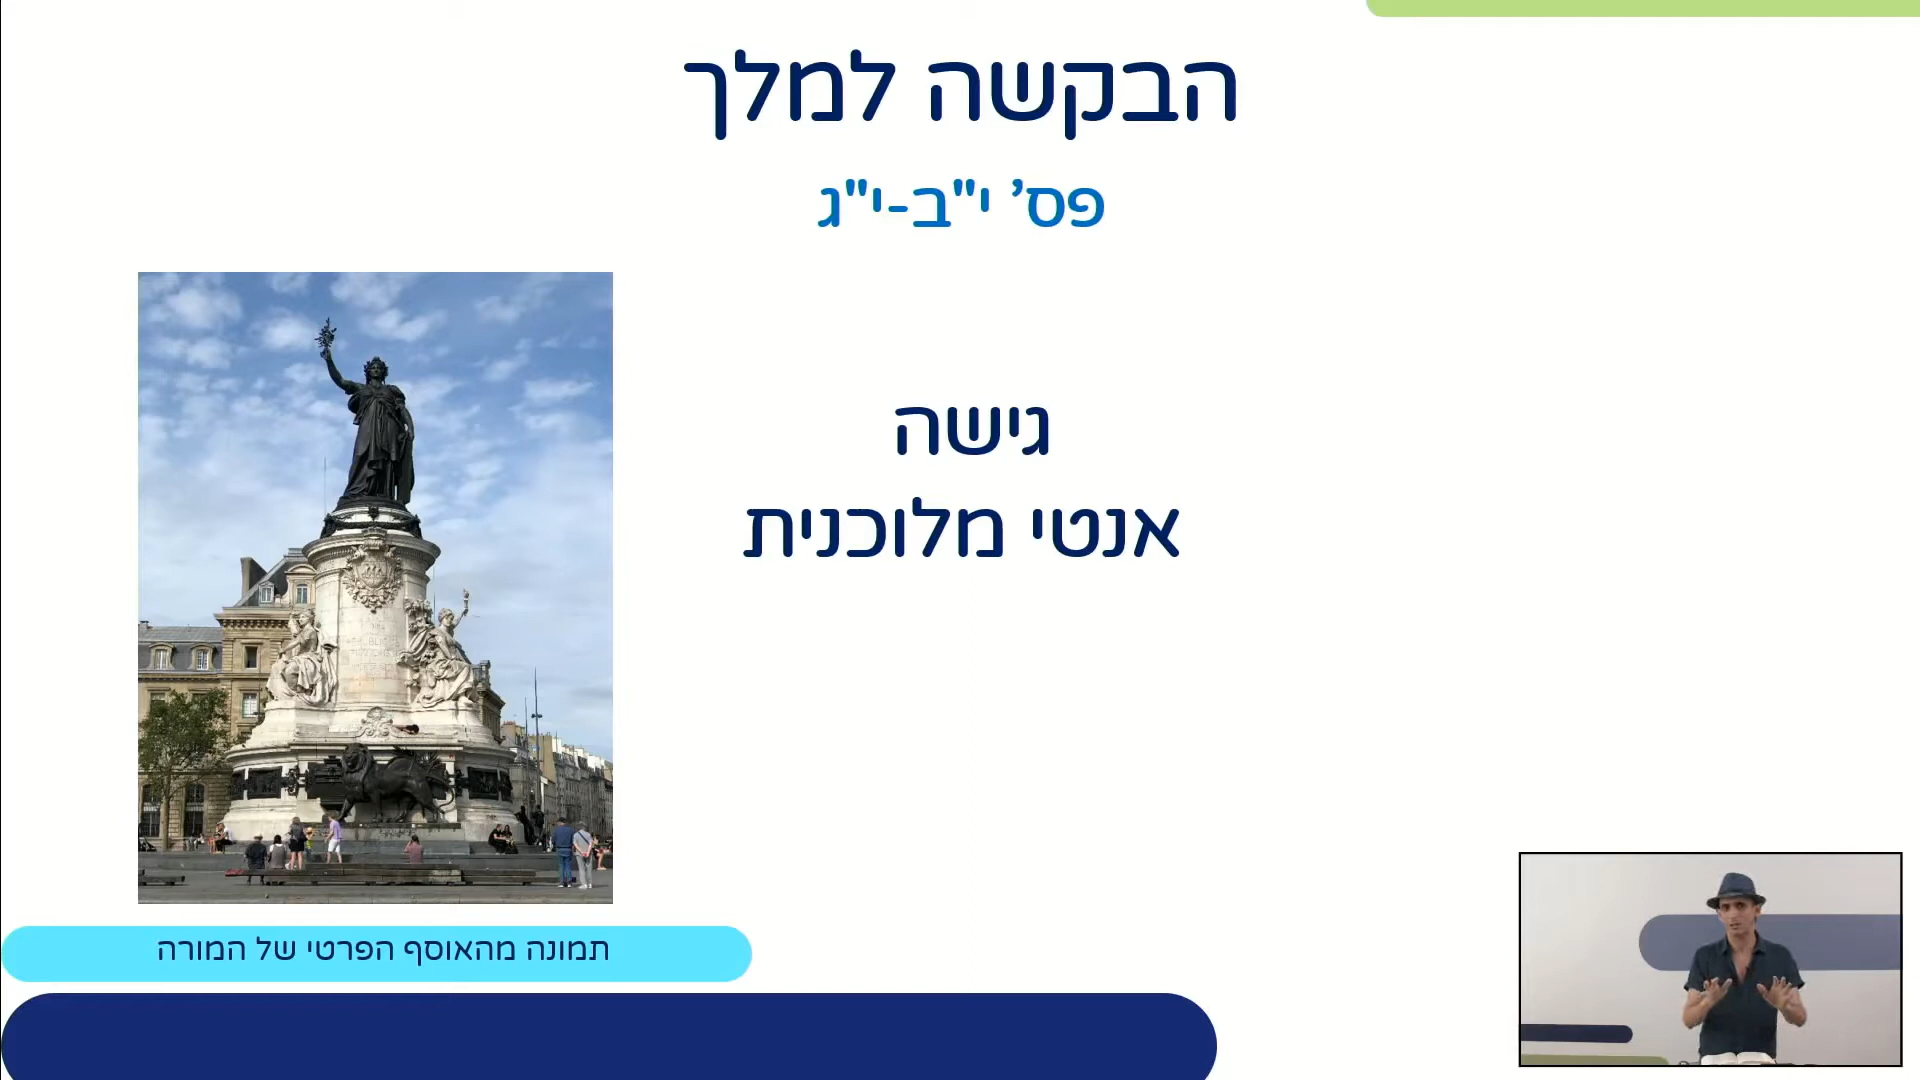 הבקשה למלך
פס' י"ב-י"ג
גישה
אנטי מלוכנית
תמונה מהאוסף הפרטי של המורה